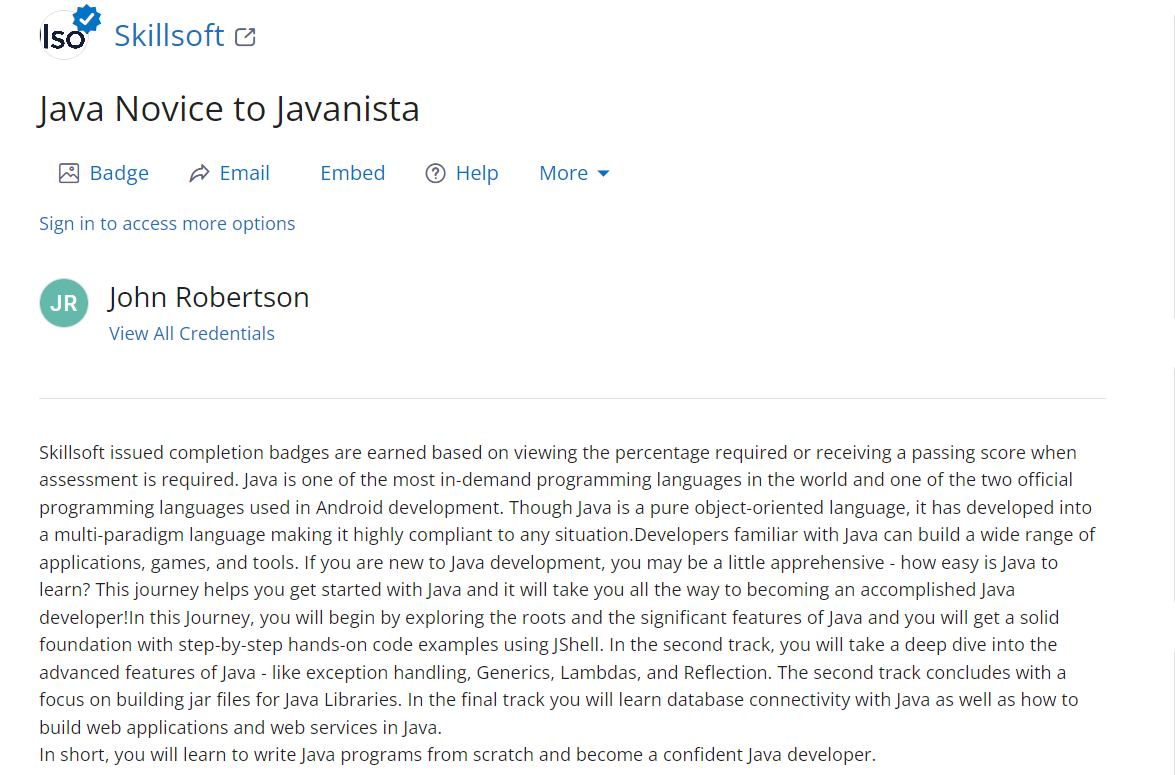 lso
Skillsoft
Java Novice to Javanista
Badge Email Embed Help More
Sign in to access more options
JR
John Robertson
View All Credentials
Skillsoft issued completion badges are earned based on viewing the percentage required or receiving a passing score when
assessment is required. Java is one of the most in-demand programming languages in the world and one of the two official
programming languages used in Android development. Though Java is a pure object-oriented language, it has developed into
a multi-paradigm language making it highly compliant to any situation.Developers familiar with Java can build a wide range of
applications, games, and tools. If you are new to Java development, you may be a little apprehensive - how easy is Java to
learn? This journey helps you get started with Java and it will take you all the way to becoming an accomplished Java
developer!In this Journey, you will begin by exploring the roots and the significant features of Java and you will get a solid
foundation with step-by-step hands-on code examples using JShell. In the second track, you will take a deep dive into the
advanced features of Java - like exception handling, Generics, Lambdas, and Reflection. The second track concludes with a
focus on building jar files for Java Libraries. In the final track you will learn database connectivity with Java as well as how to
build web applications and web services in Java.
In short, you will learn to write Java programs from scratch and become a confident Java developer.